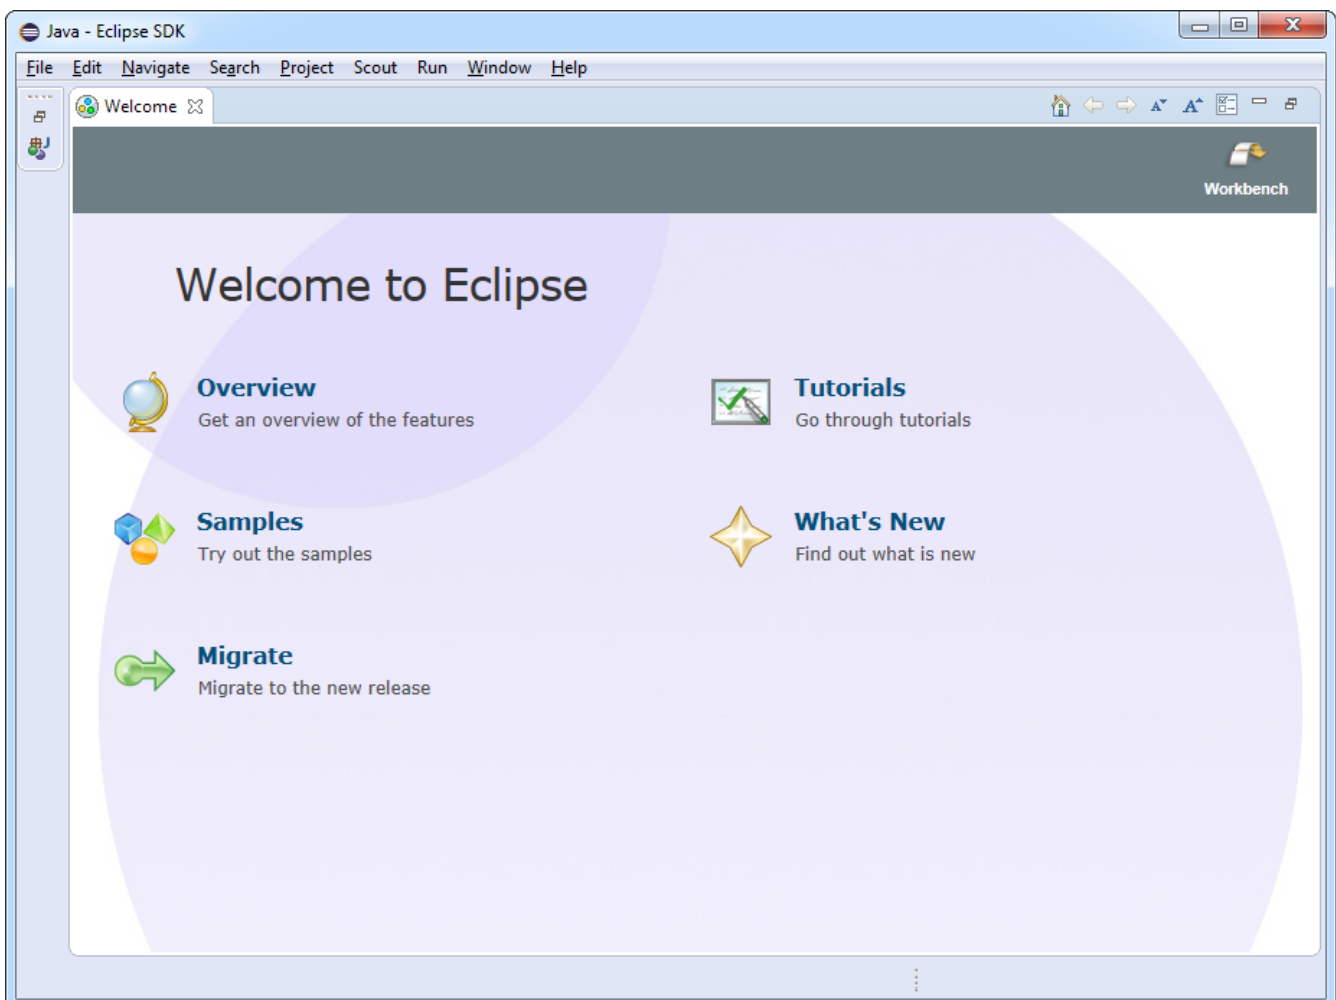 Java - Eclipse SDK
File Edit Navigate Search Project Scout Run Window Help
Welcome
Workbench
Welcome to Eclipse
Overview
Get an overview of the features
Tutorials
Go through tutorials
Samples
Try out the samples
What's New
Find out what is new
Migrate
Migrate to the new release